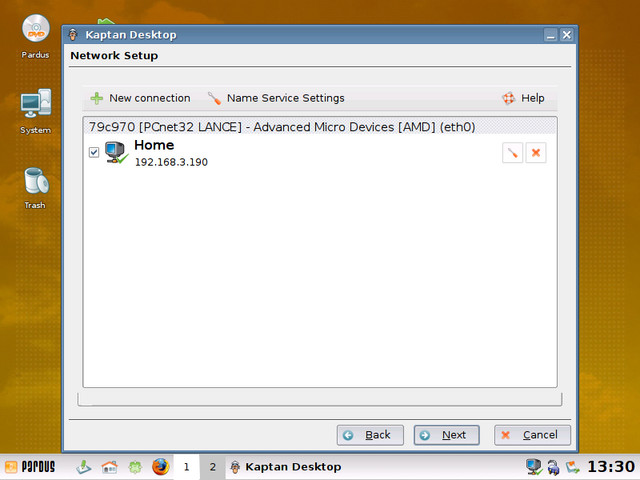 Kaptan Desktop
Network Setup
New connection Name Service Settings Help
79c970 [PCnet32 LANCE] - Advanced Micro Devices [AMD] (eth0)
Home
192.168.3.190
Back Next Cancel
DVD
Pardus
System
Trash
PARDUS 1 2 Kaptan Desktop 13:30